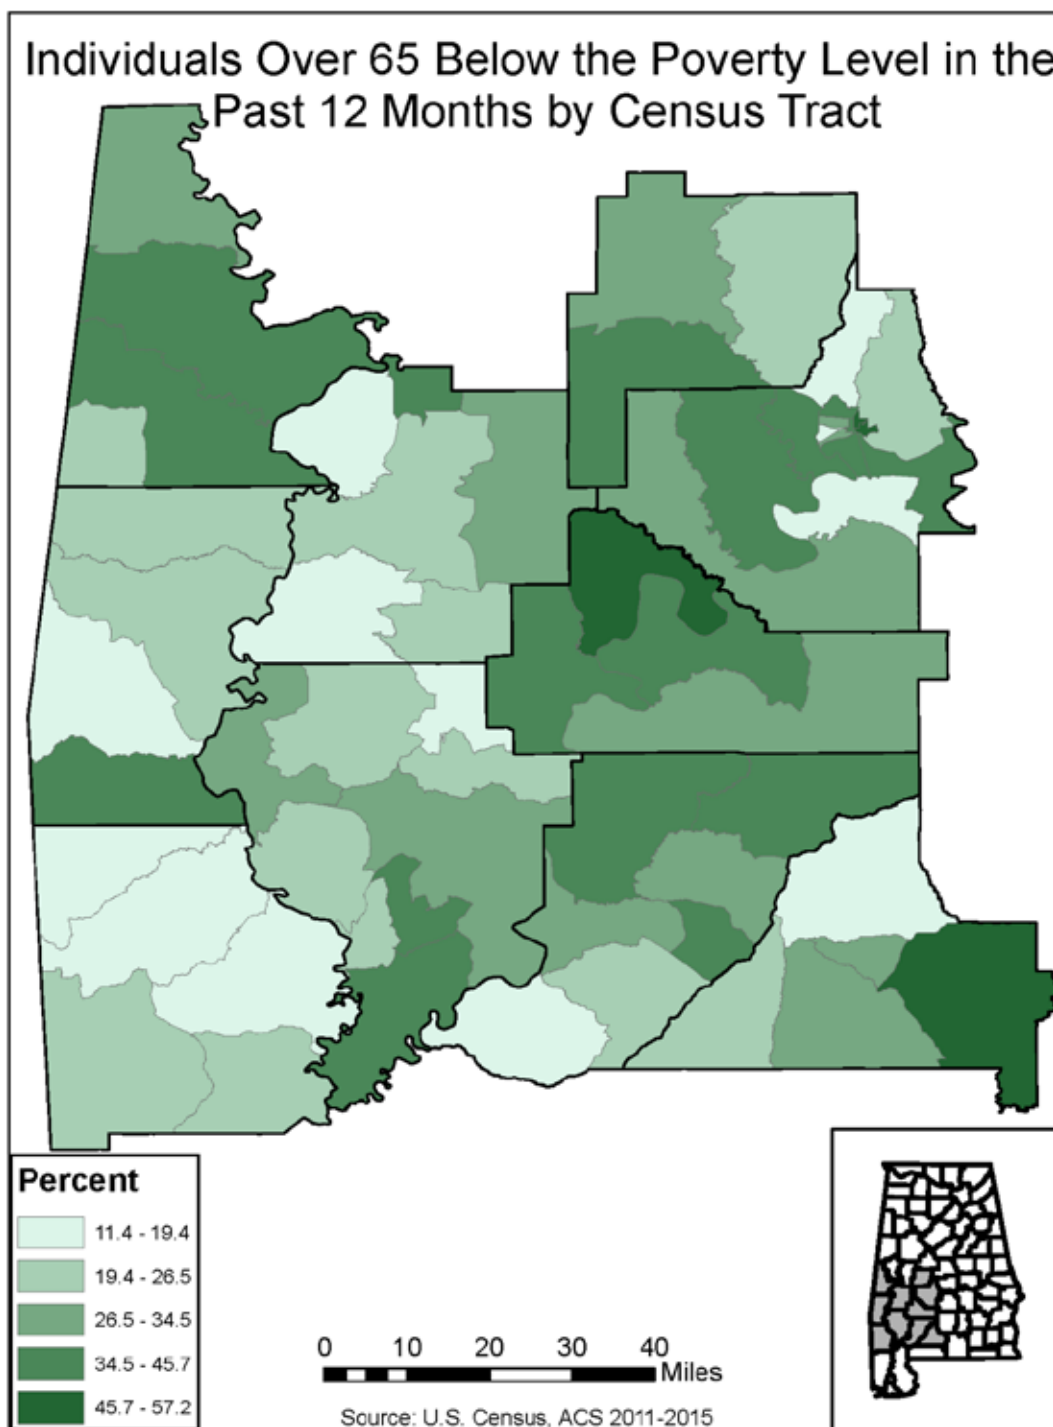 Individuals Over 65 Below the Poverty Level in the
Past 12 Months by Census Tract
Percent
11.4 - 19.4
19.4 - 26.5
26.5 - 34.5
34.5 - 45.7
45.7 - 57.2
0 10 20 30 40
Miles
Source: U.S. Census, ACS 2011-2015